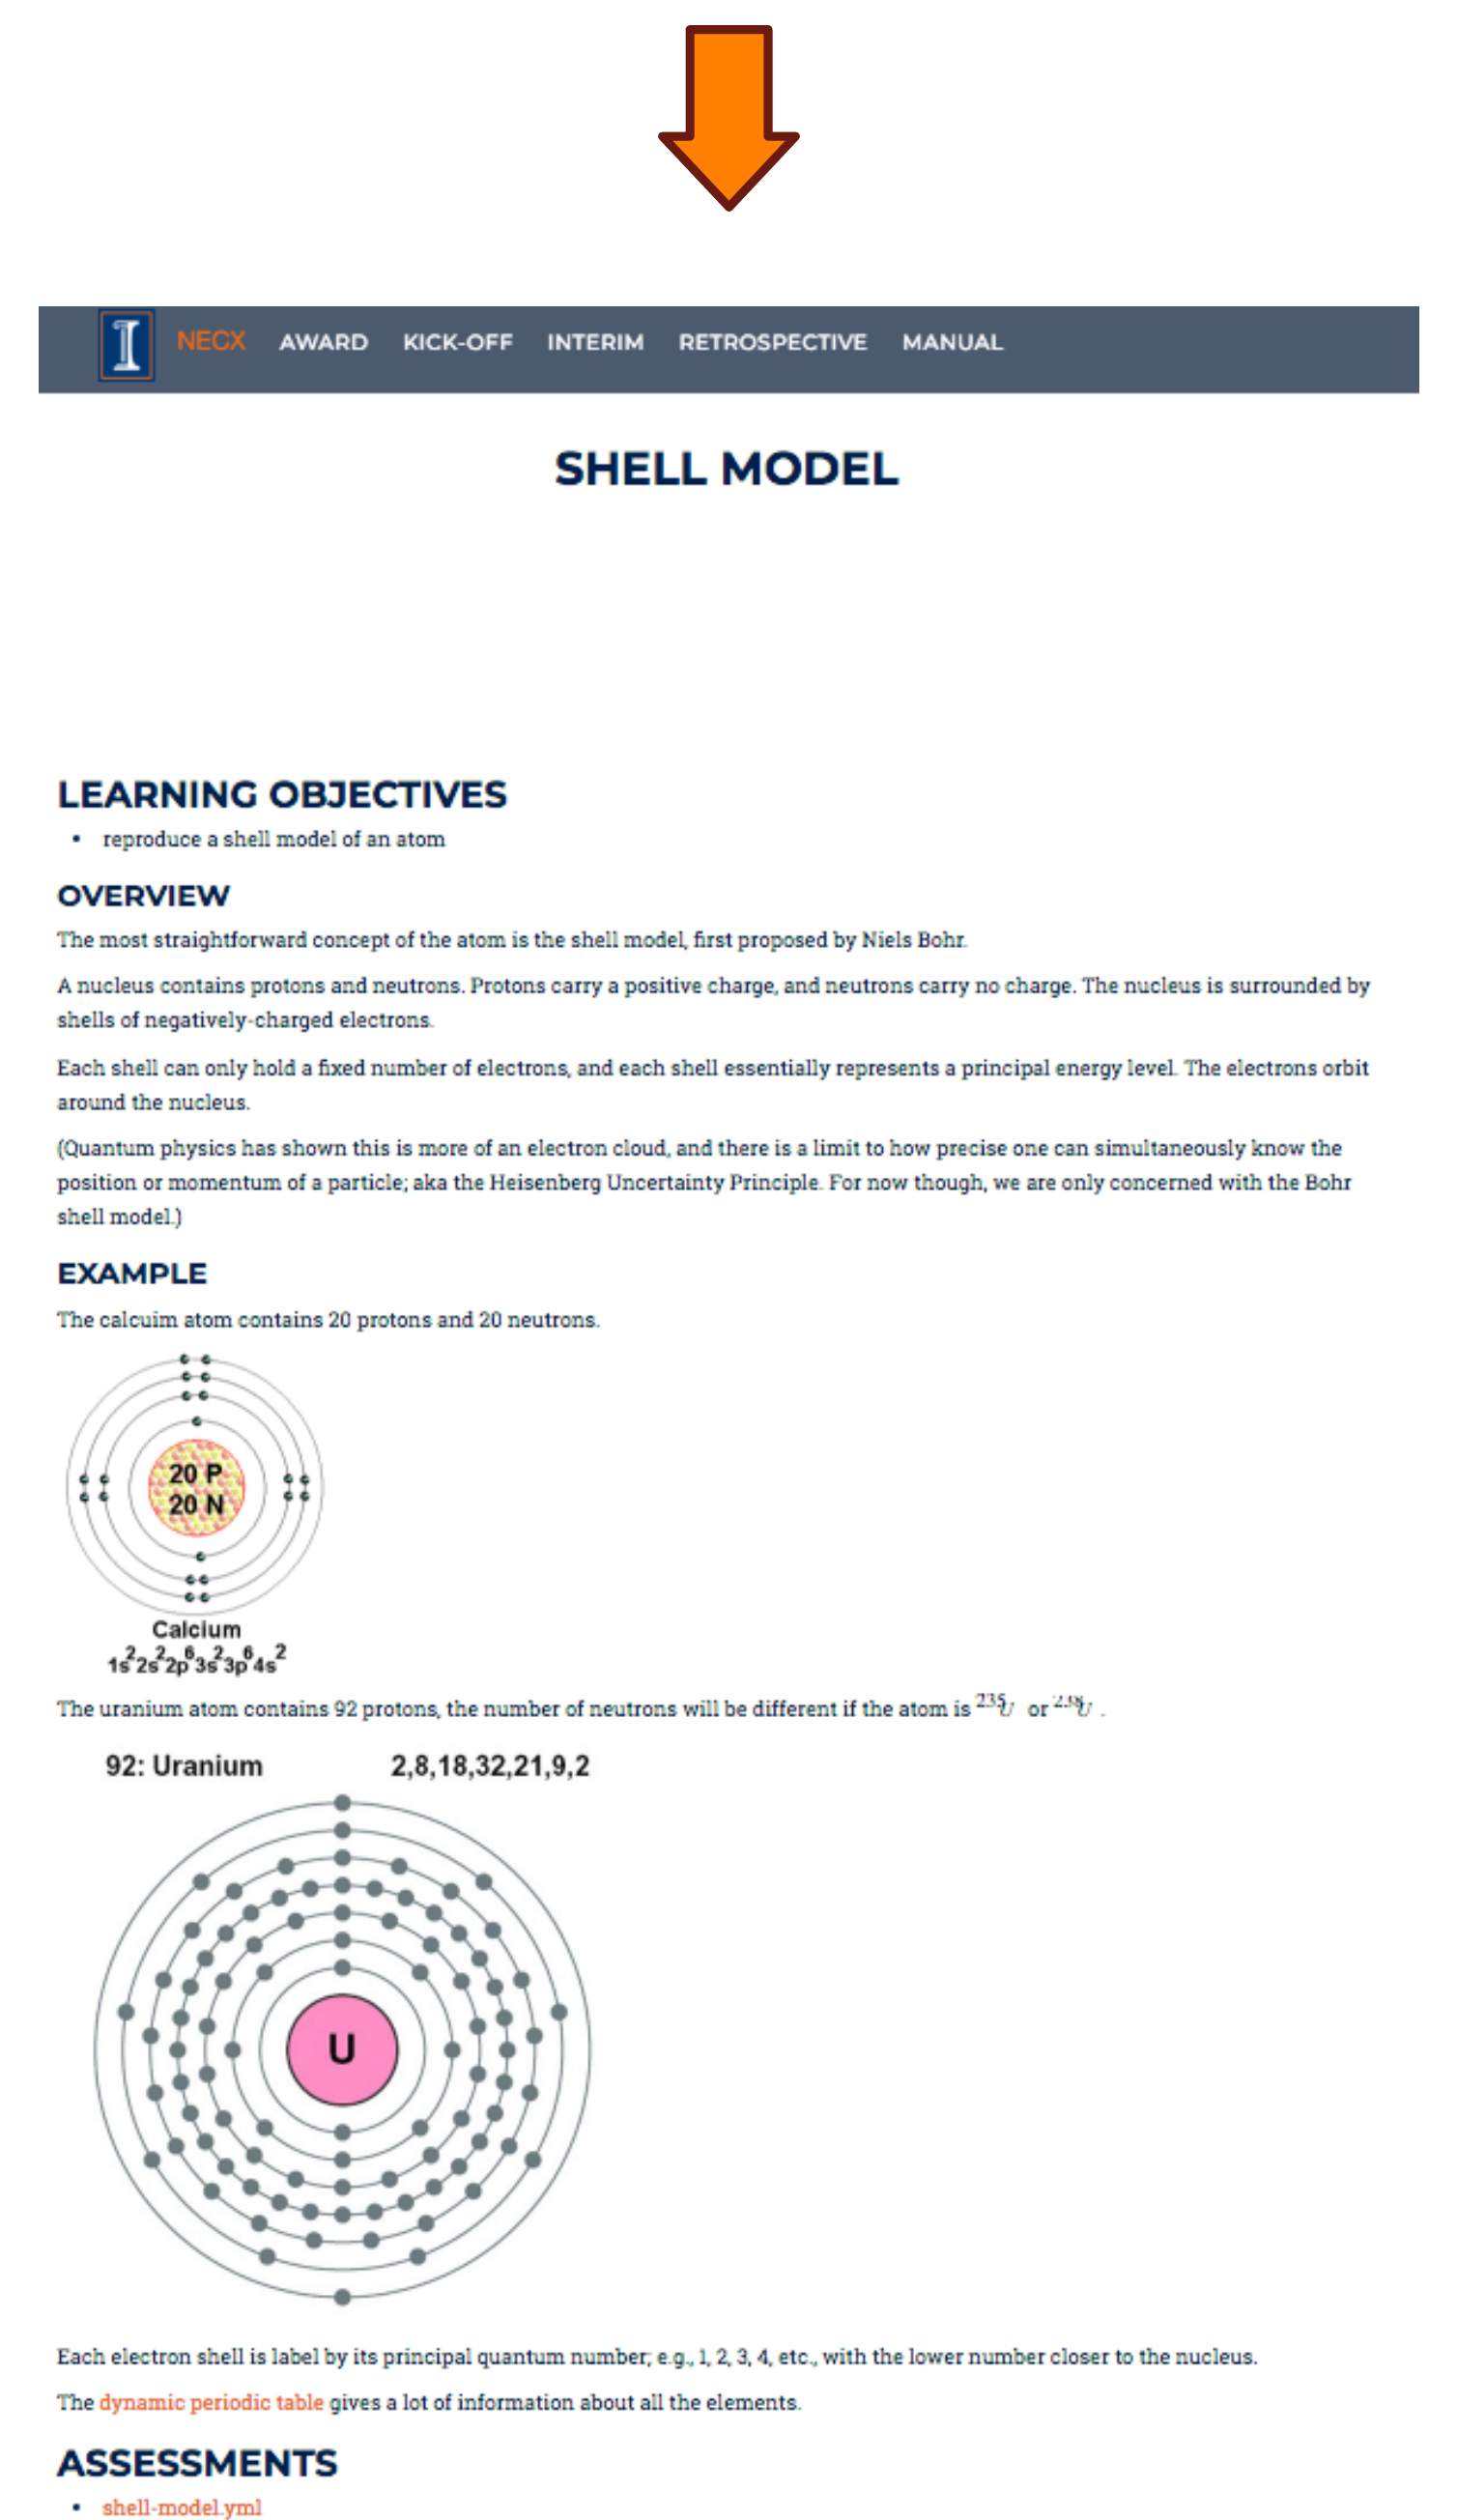 I NECX AWARD KICK-OFF INTERIM RETROSPECTIVE MANUAL
SHELL MODEL
LEARNING OBJECTIVES
• reproduce a shell model of an atom
OVERVIEW
The most straightforward concept of the atom is the shell model, first proposed by Niels Bohr.
A nucleus contains protons and neutrons. Protons carry a positive charge, and neutrons carry no charge. The nucleus is surrounded by
shells of negatively-charged electrons.
Each shell can only hold a fixed number of electrons, and each shell essentially represents a principal energy level. The electrons orbit
around the nucleus.
(Quantum physics has shown this is more of an electron cloud, and there is a limit to how precise one can simultaneously know the
position or momentum of a particle; aka the Heisenberg Uncertainty Principle. For now though, we are only concerned with the Bohr
shell model.)
EXAMPLE
The calcuim atom contains 20 protons and 20 neutrons.
20 P
20 N
Calcium
1s²2s²2p⁶3s²3p⁶4s²
The uranium atom contains 92 protons, the number of neutrons will be different if the atom is ²³⁵U or ²³⁸U .
92: Uranium 2,8,18,32,21,9,2
U
Each electron shell is label by its principal quantum number; e.g., 1, 2, 3, 4, etc., with the lower number closer to the nucleus.
The dynamic periodic table gives a lot of information about all the elements.
ASSESSMENTS
• shell-model.yml